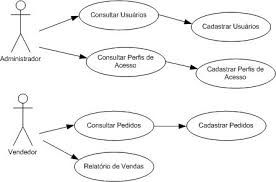 Consultar Usuários
Cadastrar Usuários
Administrador
Consultar Perfis de
Acesso
Cadastrar Perfis de
Acesso
Consultar Pedidos
Cadastrar Pedidos
Vendedor
Relatório de Vendas